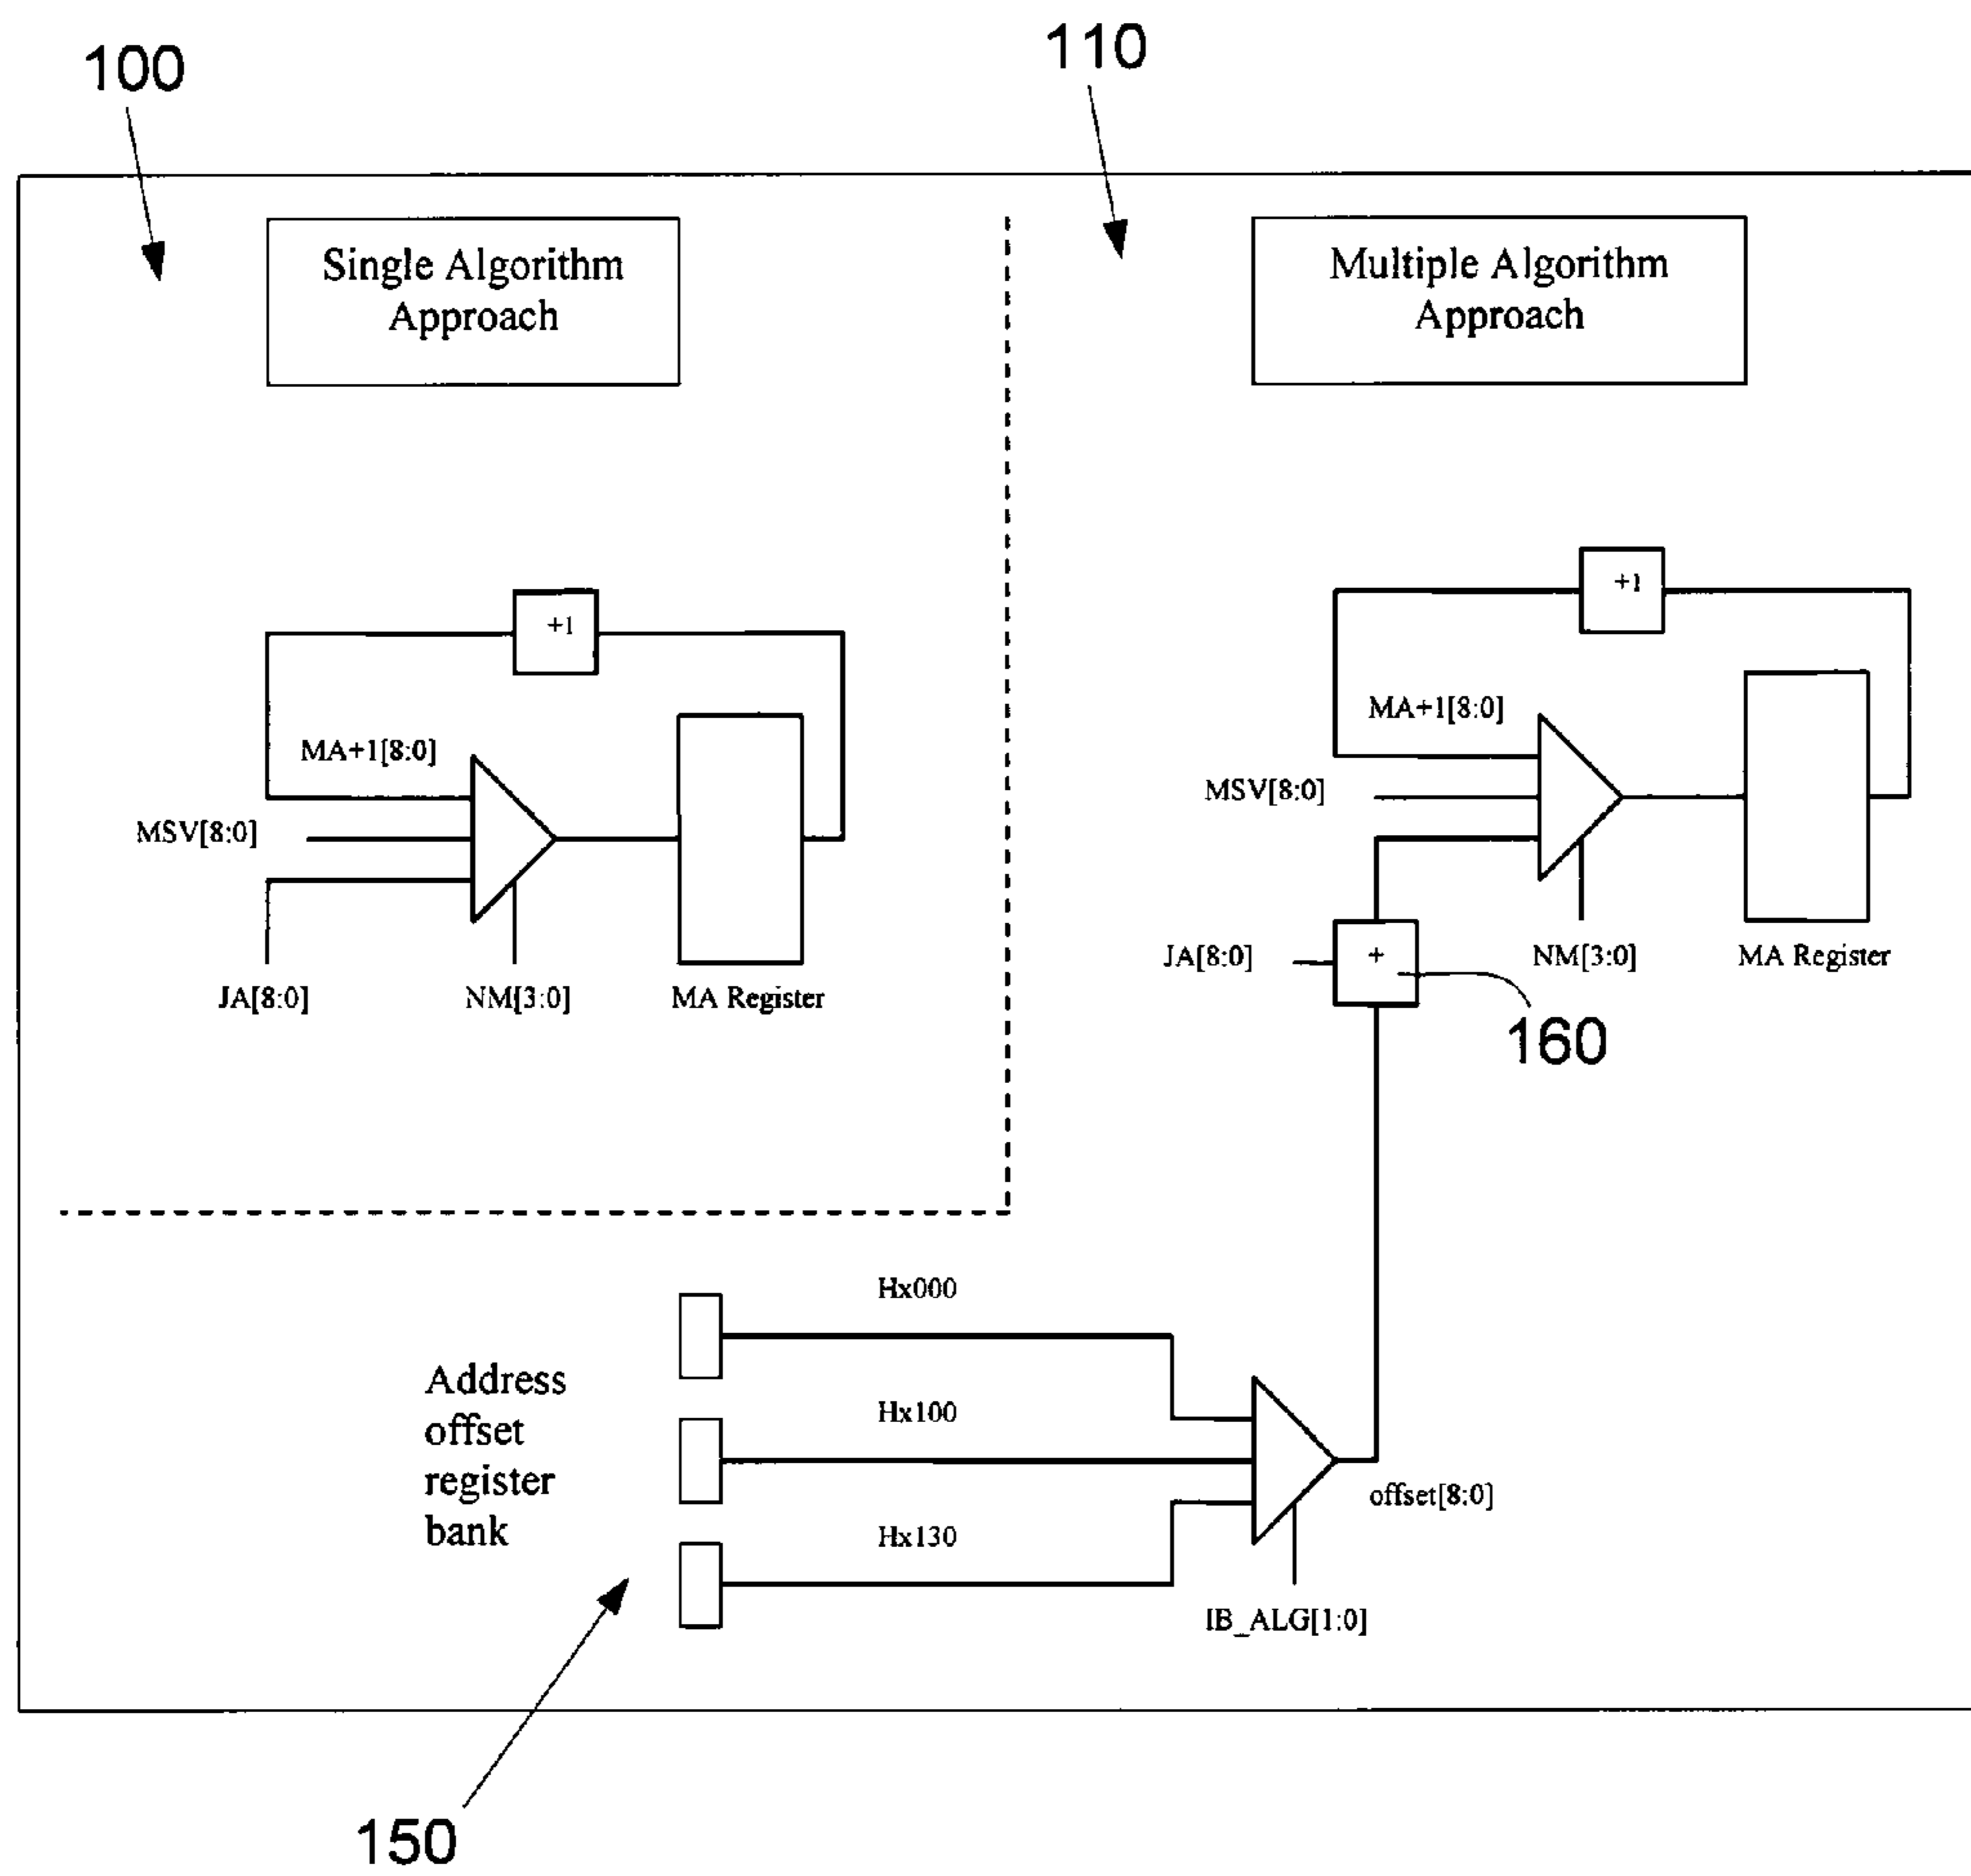 100
110
Single Algorithm
Approach
Multiple Algorithm
Approach
+1
MA+1[8:0]
MSV[8:0]
JA[8:0]
NM[3:0]
MA Register
+1
MA+1[8:0]
MSV[8:0]
JA[8:0]
+
NM[3:0]
MA Register
160
Address
offset
register
bank
Hx000
Hx100
Hx130
offset[8:0]
IB_ALG[1:0]
150